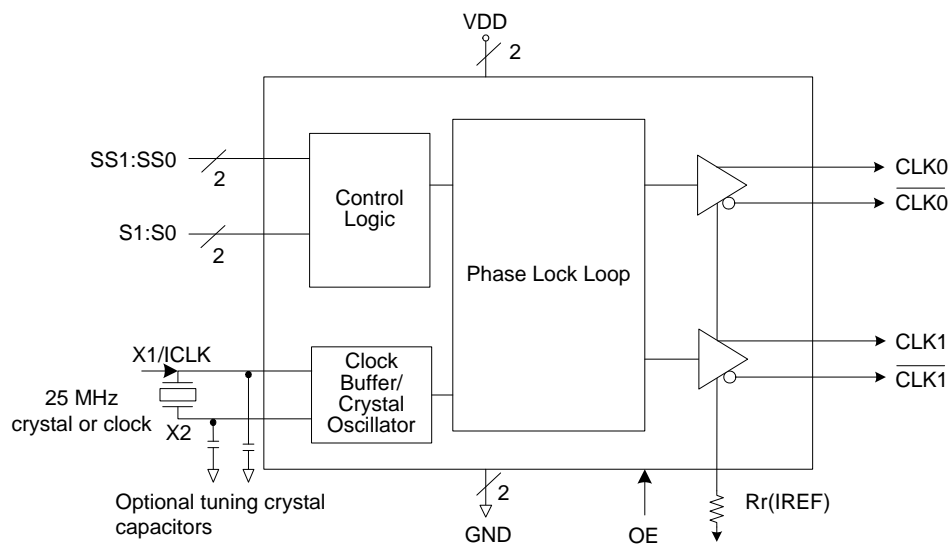 VDD
2
SS1:SS0
2
S1:S0
2
Control
Logic
Phase Lock Loop
CLK0
CLK0
X1/ICLK
25 MHz
crystal or clock
X2
Clock
Buffer/
Crystal
Oscillator
CLK1
CLK1
Optional tuning crystal
capacitors
2
GND
OE
Rr(IREF)